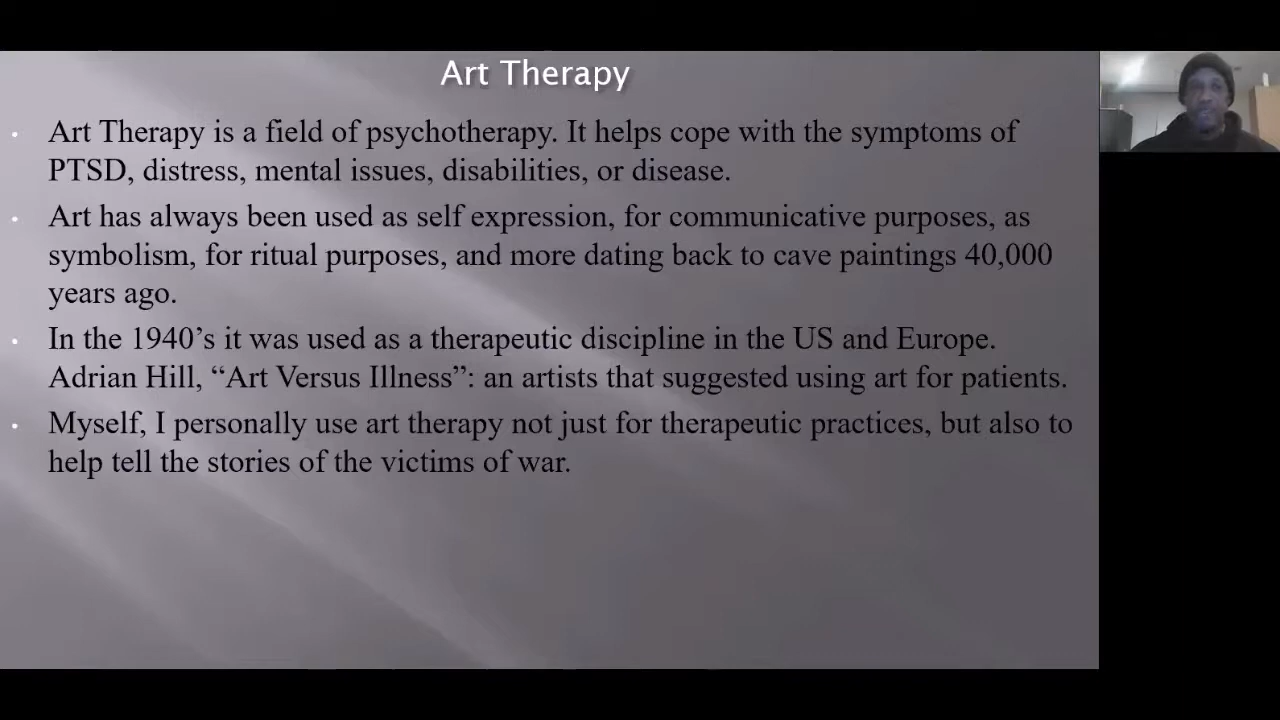 Art Therapy
Art Therapy is a field of psychotherapy. It helps cope with the symptoms of
PTSD, distress, mental issues, disabilities, or disease.
Art has always been used as self expression, for communicative purposes, as
symbolism, for ritual purposes, and more dating back to cave paintings 40,000
years ago.
In the 1940’s it was used as a therapeutic discipline in the US and Europe.
Adrian Hill, “Art Versus Illness”: an artists that suggested using art for patients.
Myself, I personally use art therapy not just for therapeutic practices, but also to
help tell the stories of the victims of war.